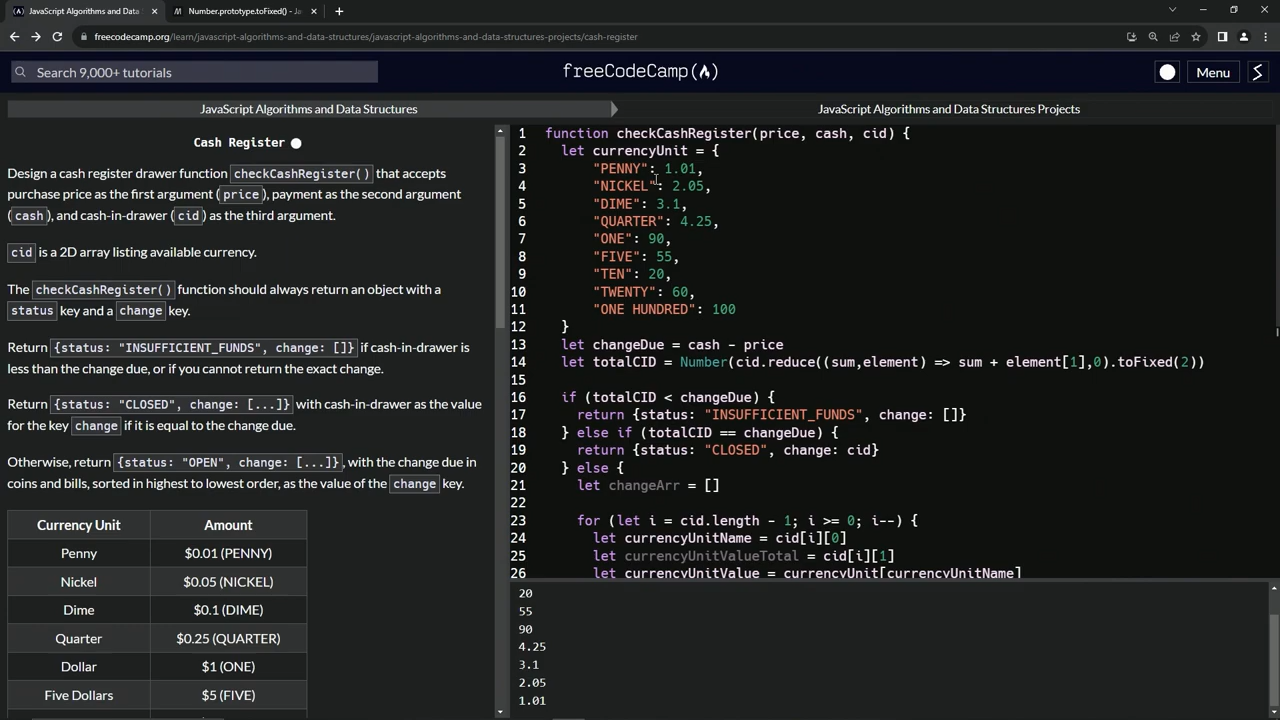 JavaScript Algorithms and Data S
Number.prototype.toFixed() - J
freecodecamp.org/learn/javascript-algorithms-and-data-structures/javascript-algorithms-and-data-structures-projects/cash-register
Search 9,000+ tutorials
freeCodeCamp
Menu
JavaScript Algorithms and Data Structures
JavaScript Algorithms and Data Structures Projects
Cash Register
Design a cash register drawer function checkCashRegister() that accepts
purchase price as the first argument (price), payment as the second argument
(cash), and cash-in-drawer (cid) as the third argument.
cid is a 2D array listing available currency.
The checkCashRegister() function should always return an object with a
status key and a change key.
Return {status: "INSUFFICIENT_FUNDS", change: []} if cash-in-drawer is
less than the change due, or if you cannot return the exact change.
Return {status: "CLOSED", change: [...]} with cash-in-drawer as the value
for the key change if it is equal to the change due.
Otherwise, return {status: "OPEN", change: [...]}, with the change due in
coins and bills, sorted in highest to lowest order, as the value of the change key.
Currency Unit Amount
Penny $0.01 (PENNY)
Nickel $0.05 (NICKEL)
Dime $0.1 (DIME)
Quarter $0.25 (QUARTER)
Dollar $1 (ONE)
Five Dollars $5 (FIVE)
1 function checkCashRegister(price, cash, cid) {
2 let currencyUnit = {
3 "PENNY": 1.01,
4 "NICKEL": 2.05,
5 "DIME": 3.1,
6 "QUARTER": 4.25,
7 "ONE": 90,
8 "FIVE": 55,
9 "TEN": 20,
10 "TWENTY": 60,
11 "ONE HUNDRED": 100
12 }
13 let changeDue = cash - price
14 let totalCID = Number(cid.reduce((sum,element) => sum + element[1],0).toFixed(2))
15
16 if (totalCID < changeDue) {
17 return {status: "INSUFFICIENT_FUNDS", change: []}
18 } else if (totalCID == changeDue) {
19 return {status: "CLOSED", change: cid}
20 } else {
21 let changeArr = []
22
23 for (let i = cid.length - 1; i >= 0; i--) {
24 let currencyUnitName = cid[i][0]
25 let currencyUnitValueTotal = cid[i][1]
26 let currencyUnitValue = currencyUnit[currencyUnitName]
20
55
90
4.25
3.1
2.05
1.01